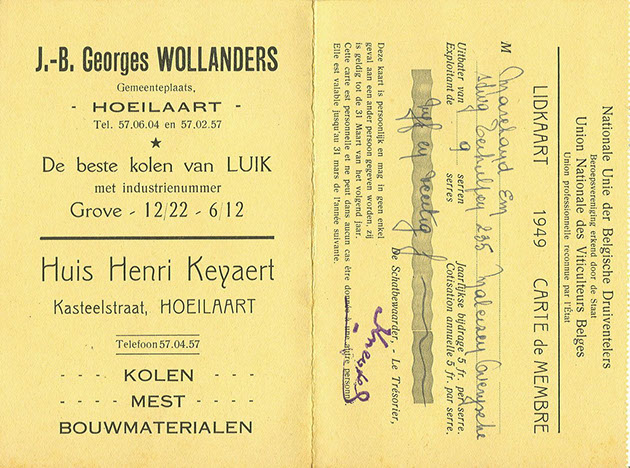 J.-B. Georges WOLLANDERS
Gemeenteplaats,
- HOEILAART -
Tel. 57.06.04 en 57.02.57
★
De beste kolen van LUIK
met industrienummer
Grove - 12/22 - 6/12
Huis Henri Keyaert
Kasteelstraat, HOEILAART
Telefoon 57.04.57
KOLEN
MEST
BOUWMATERIALEN
Nationale Unie der Belgische Druiventelers
Beroepsvereniging erkend door de Staat
Union Nationale des Viticulteurs Belges
Union professionnelle reconnue par l'État
LIDKAART 1949 CARTE de MEMBRE
M
235
Uitbater van 9 serren Jaarlijkse bijdrage 5 fr. per serre.
Exploitant de serres Cotisation annuelle 5 fr. par serre.
vijf en veertig
De Schatbewaarder, - Le Trésorier,
Deze kaart is persoonlijk en mag in geen enkel
geval aan een ander persoon gegeven worden, zij
is geldig tot de 31 Maart van het volgend jaar.
Cette carte est personnelle et ne peut dans aucun cas être donnée à une autre personne.
Elle est valable jusqu'au 31 mars de l'année suivante.